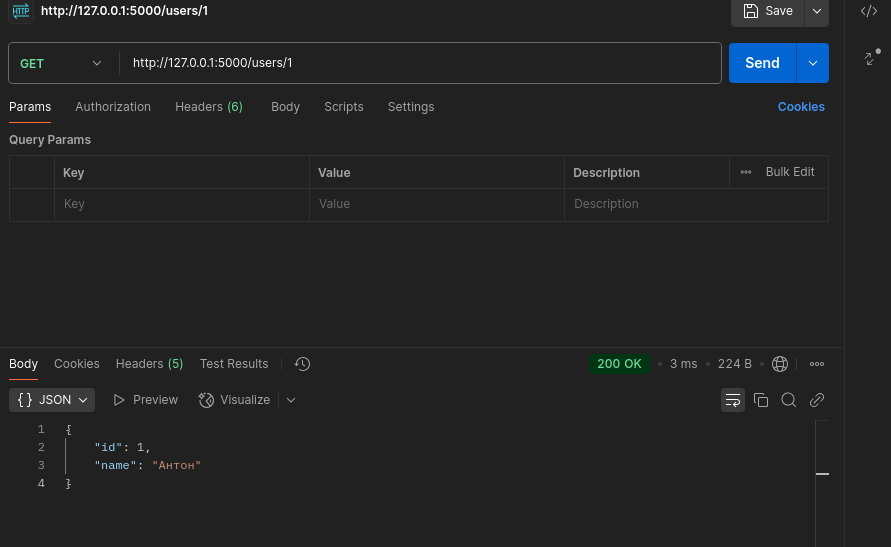 HTTP http://127.0.0.1:5000/users/1 Save
GET http://127.0.0.1:5000/users/1 Send
Params Authorization Headers (6) Body Scripts Settings Cookies
Query Params
Key Value Description Bulk Edit
Key Value Description
Body Cookies Headers (5) Test Results 200 OK 3 ms 224 B
{} JSON Preview Visualize
1 {
2 "id": 1,
3 "name": "Антон"
4 }